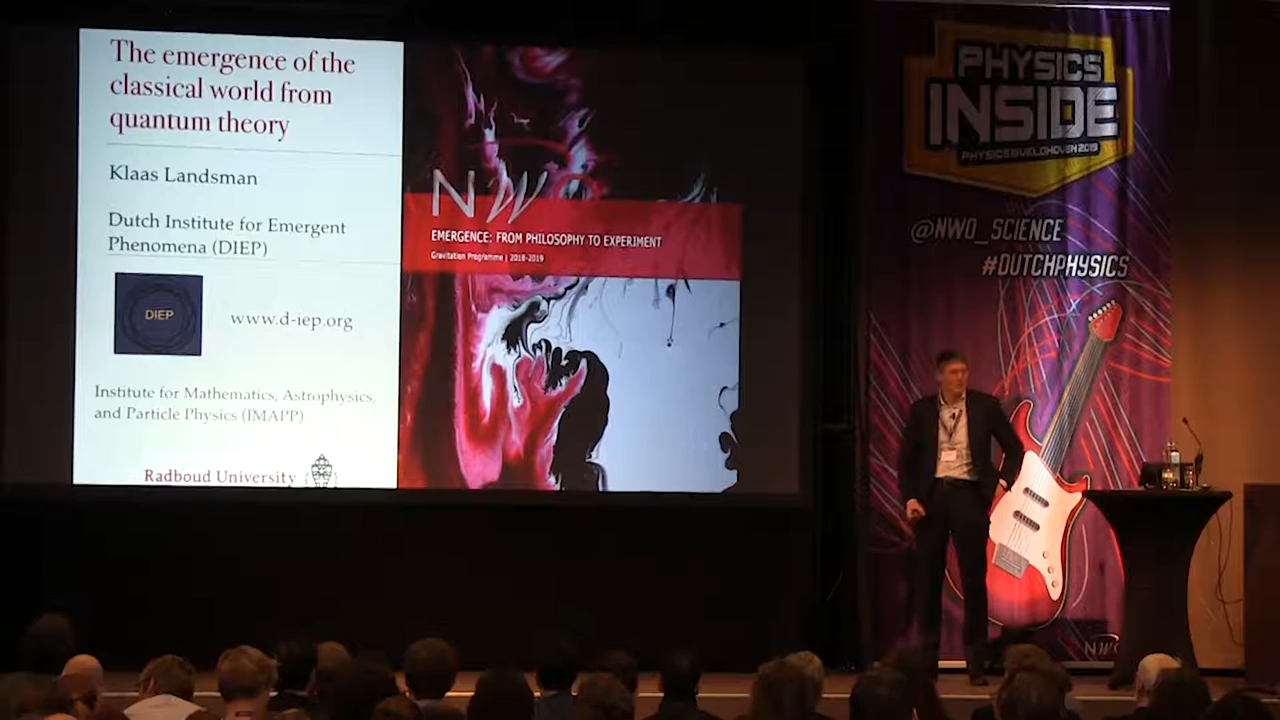 The emergence of the
classical world from
quantum theory
Klaas Landsman
Dutch Institute for Emergent
Phenomena (DIEP)
DIEP
www.d-iep.org
Institute for Mathematics, Astrophysics,
and Particle Physics (IMAPP)
Radboud University
NWO
EMERGENCE: FROM PHILOSOPHY TO EXPERIMENT
Gravitation Programme | 2018-2019
PHYSICS
INSIDE
PHYSICS@VELDHOVEN 2019
@NWO_SCIENCE
#DUTCHPHYSICS
NWO